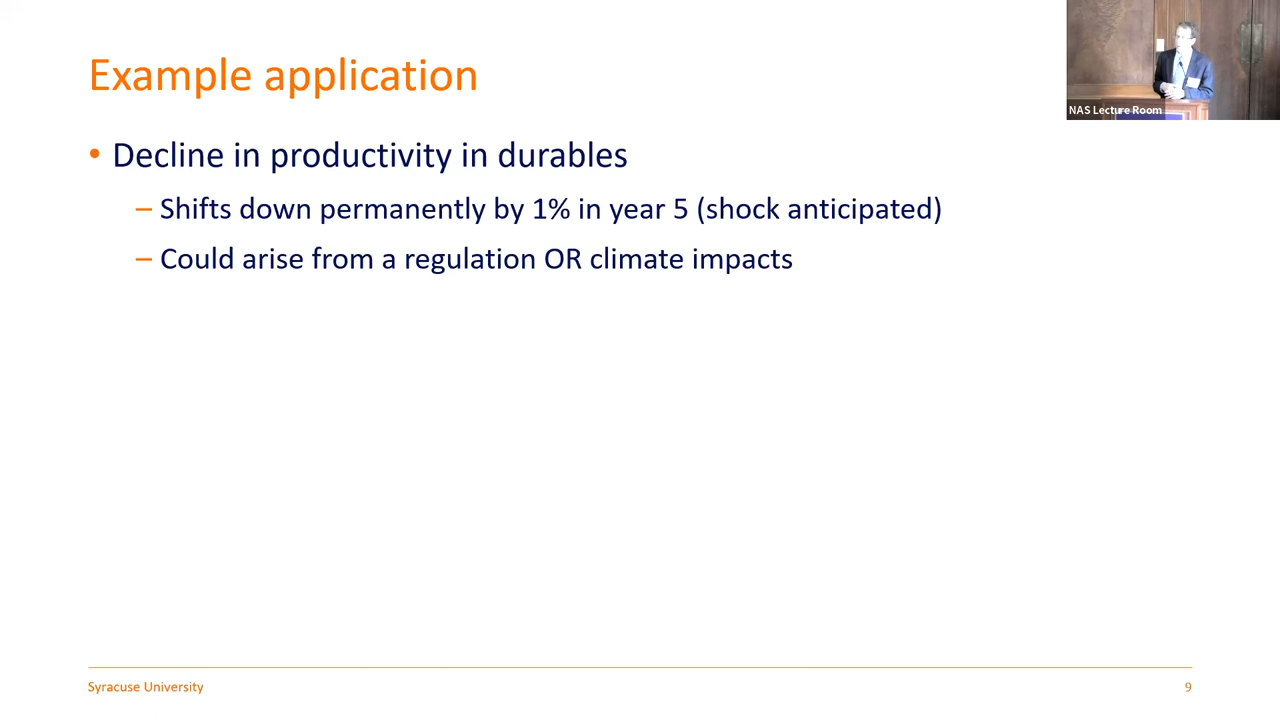 Example application
NAS Lecture Room
• Decline in productivity in durables
– Shifts down permanently by 1% in year 5 (shock anticipated)
– Could arise from a regulation OR climate impacts
Syracuse University
9